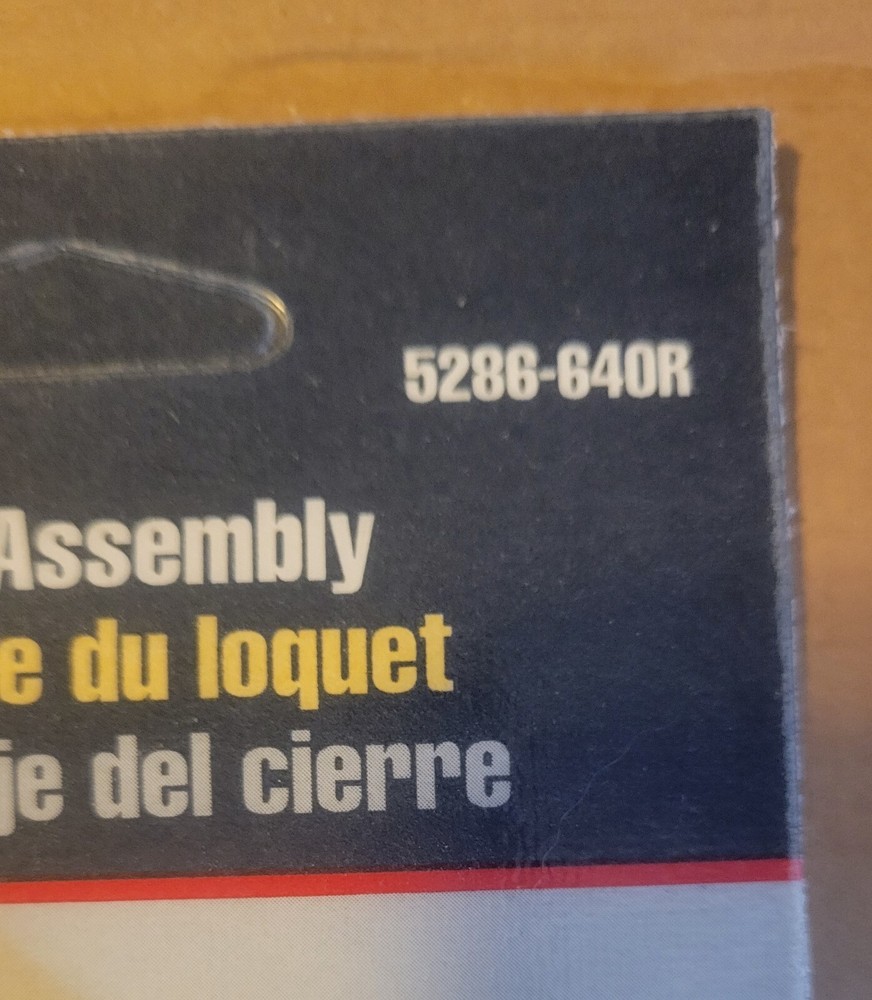 5286-640R
Assembly
e du loquet
je del cierre